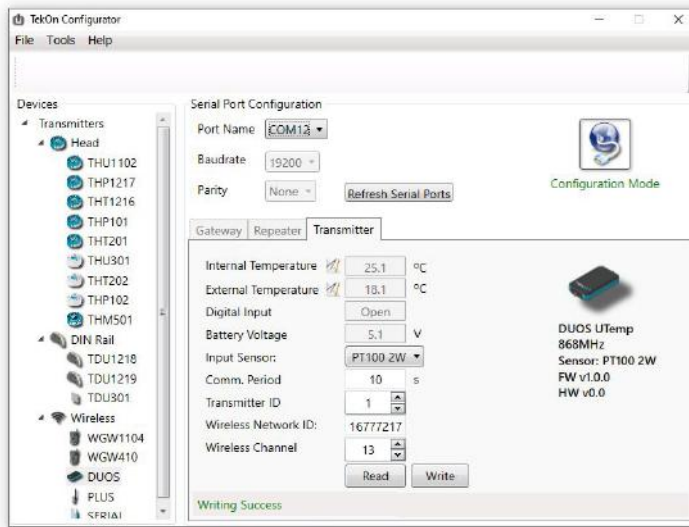 TekOn Configurator
File Tools Help
Devices
Transmitters
Head
THU1102
THP1217
THT1216
THP101
THT201
THU301
THT202
THP102
THM501
DIN Rail
TDU1218
TDU1219
TDU301
Wireless
WGW1104
WGW410
DUOS
PLUS
SERIAL
Serial Port Configuration
Port Name COM12
Baudrate 19200
Parity None Refresh Serial Ports
Configuration Mode
Gateway Repeater Transmitter
Internal Temperature 25.1 ºC
External Temperature 18.1 ºC
Digital Input Open
Battery Voltage 5.1 V
Input Sensor: PT100 2W
Comm. Period 10 s
Transmitter ID 1
Wireless Network ID: 16777217
Wireless Channel 13
Read Write
Writing Success
DUOS UTemp
868MHz
Sensor: PT100 2W
FW v1.0.0
HW v0.0